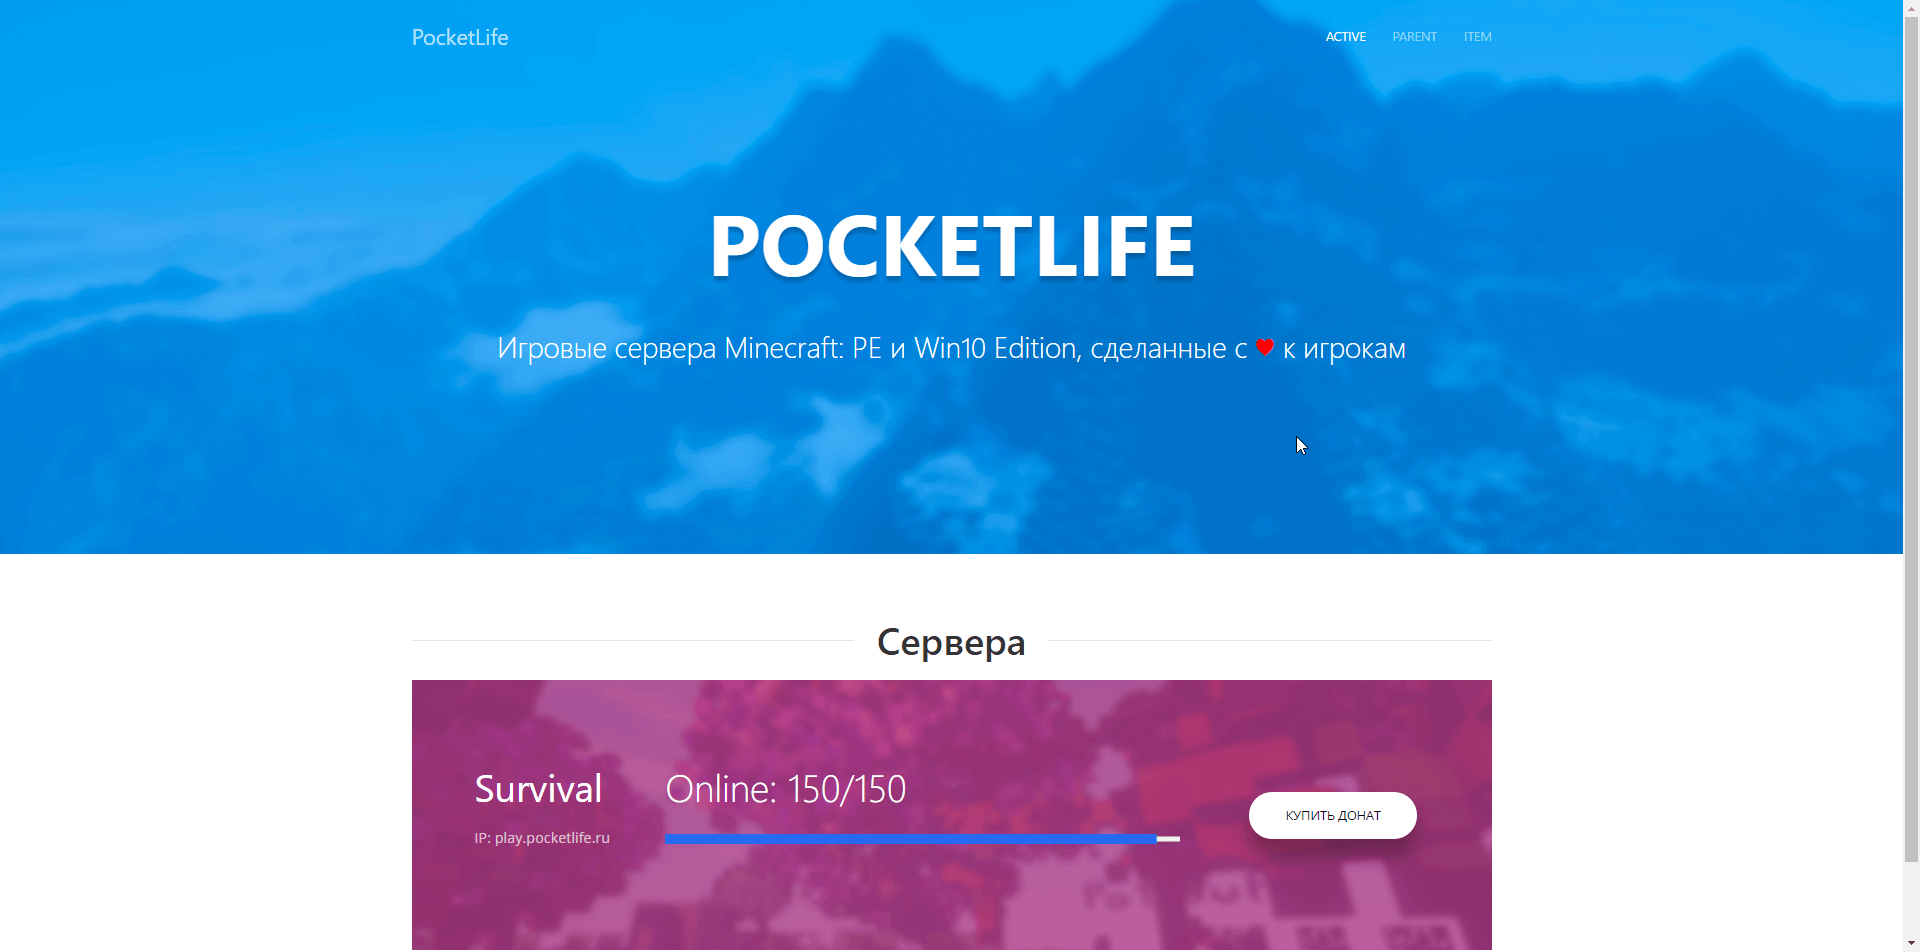 PocketLife
ACTIVE PARENT ITEM
POCKETLIFE
Игровые сервера Minecraft: PE и Win10 Edition, сделанные с ❤ к игрокам
Сервера
Survival
Online: 150/150
IP: play.pocketlife.ru
КУПИТЬ ДОНАТ